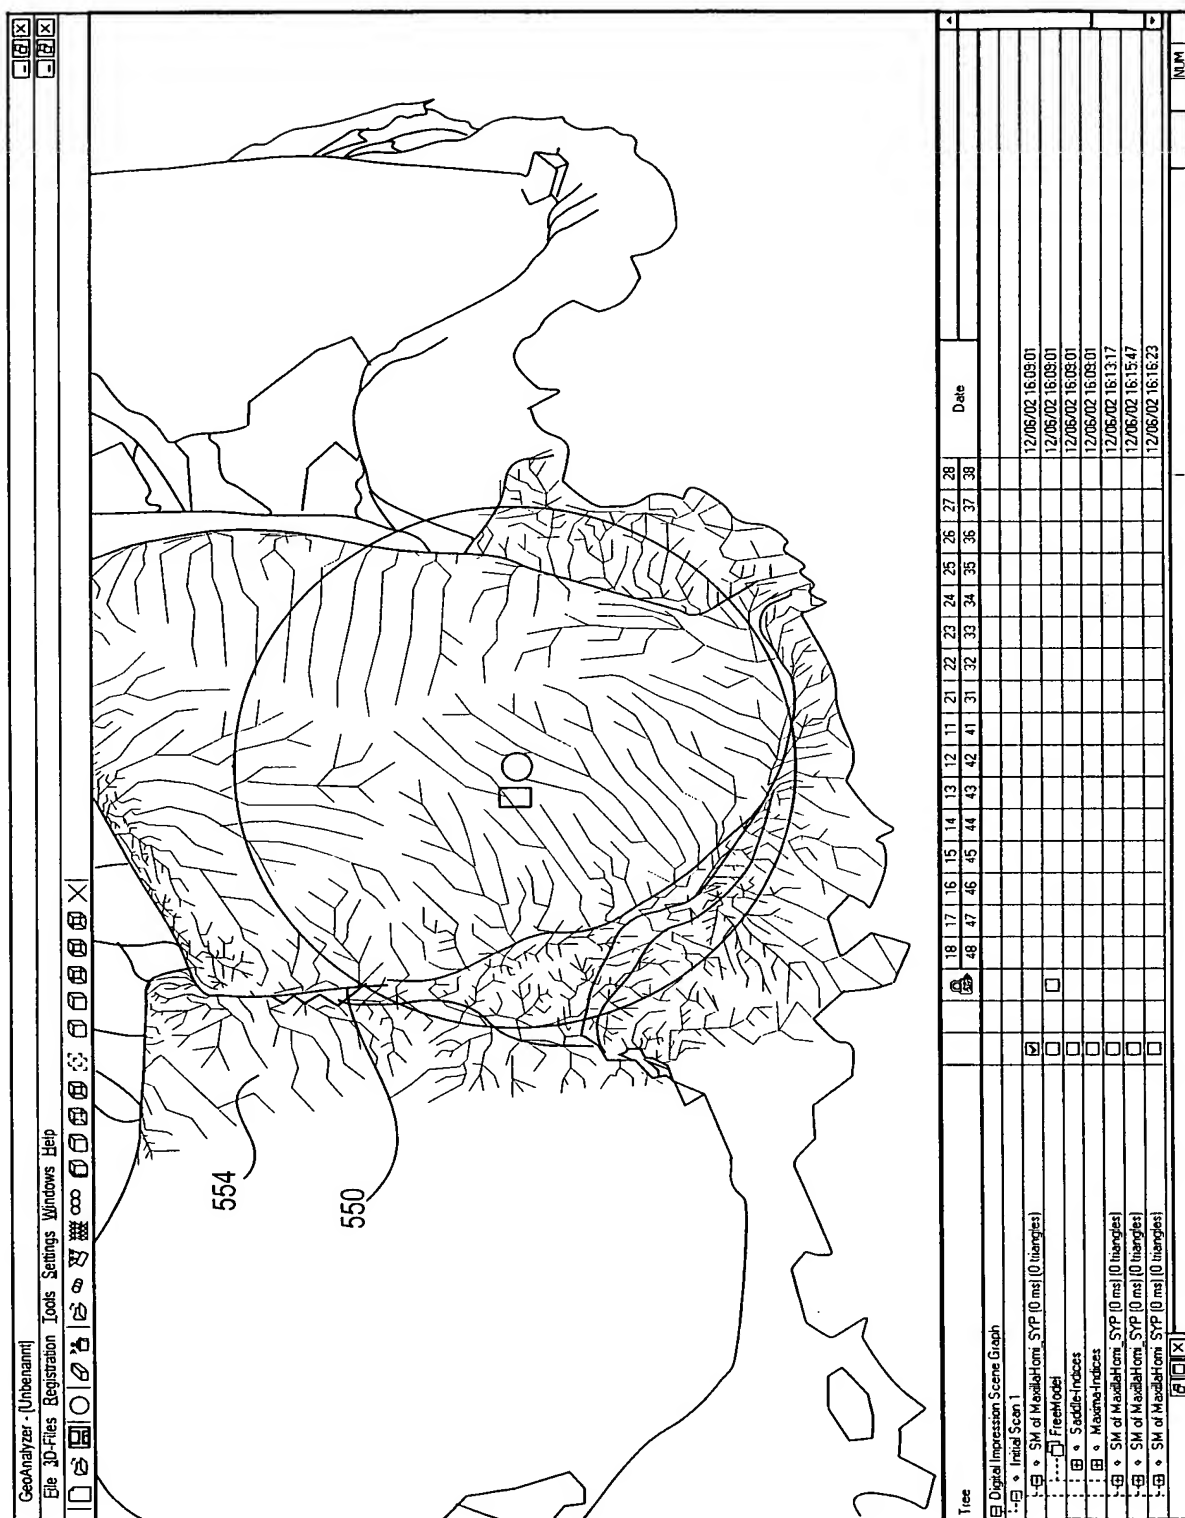 GeoAnalyzer - [Unbenannt]
File 3D-Files Registration Tools Settings Windows Help
554
550
Tree
Date
18 17 16 15 14 13 12 11 21 22 23 24 25 26 27 28
48 47 46 45 44 43 42 41 31 32 33 34 35 36 37 38
Digital Impression Scene Graph
Initial Scan 1
SM of MaxillaHomi_SYP (0 ms) (0 triangles) 12/06/02 16:09:01
FreeModel 12/06/02 16:09:01
Saddle-Indices 12/06/02 16:09:01
Maxima-Indices 12/06/02 16:09:01
SM of MaxillaHomi_SYP (0 ms) (0 triangles) 12/06/02 16:13:17
SM of MaxillaHomi_SYP (0 ms) (0 triangles) 12/06/02 16:15:47
SM of MaxillaHomi_SYP (0 ms) (0 triangles) 12/06/02 16:16:23
NUM